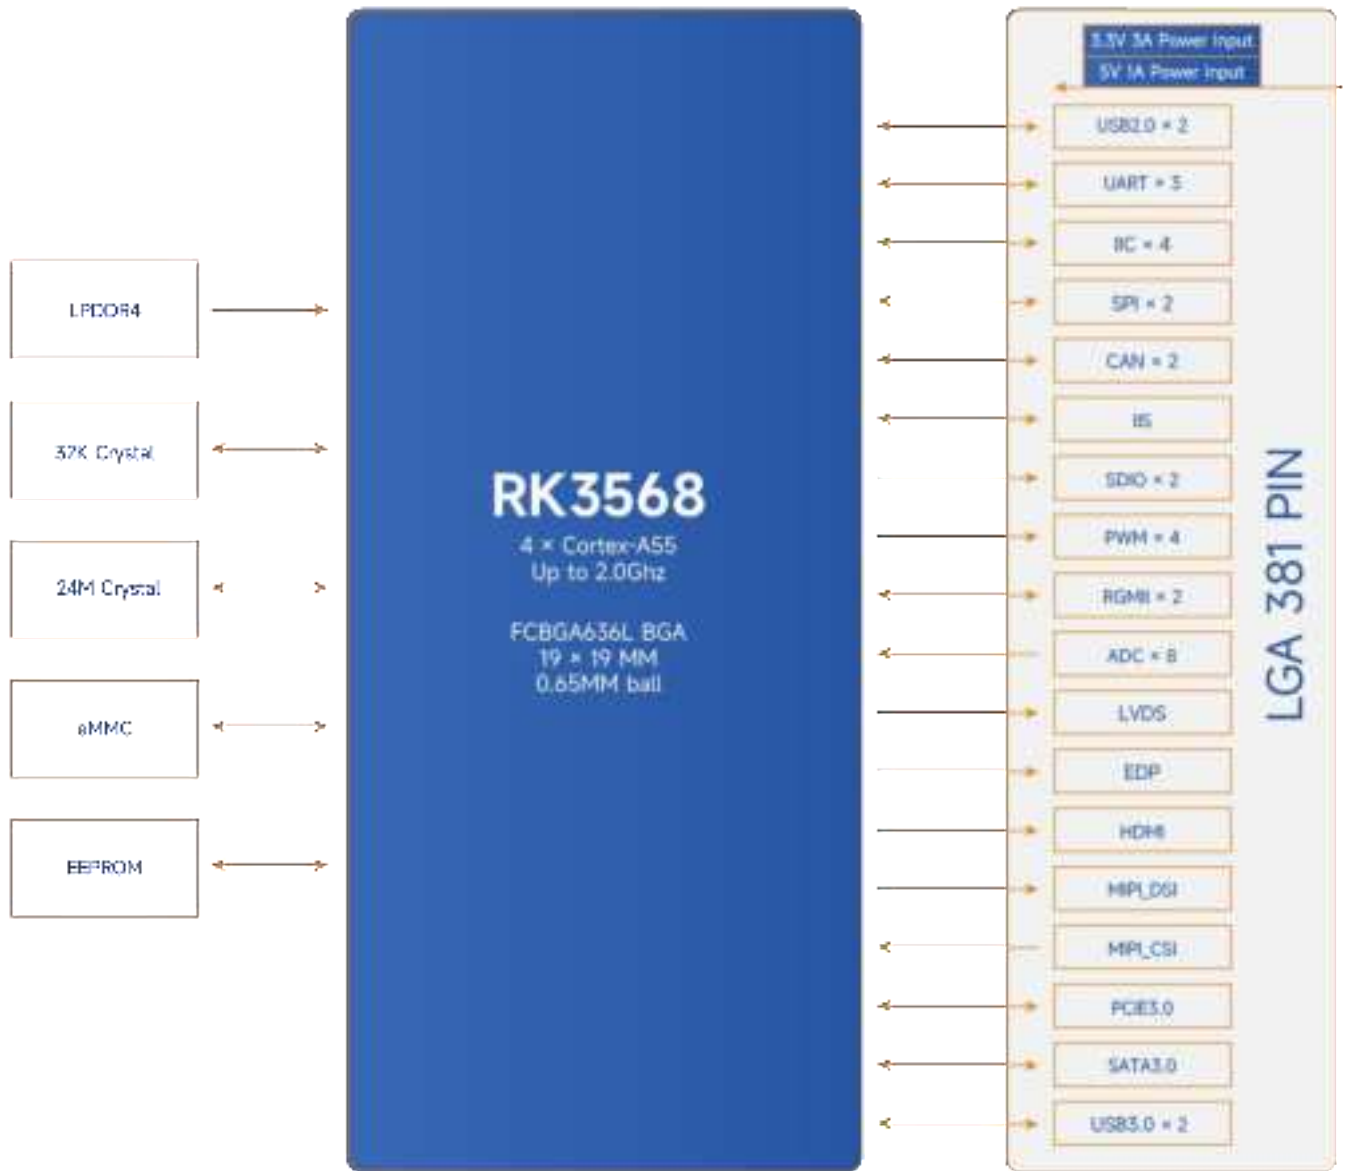 3.3V 3A Power Input
5V 1A Power Input
USB2.0 × 2
UART × 3
IIC × 4
SPI × 2
CAN × 2
IIS
SDIO × 2
PWM × 4
RGMII × 2
ADC × 8
LVDS
EDP
HDMI
MIPI_DSI
MIPI_CSI
PCIE3.0
SATA3.0
USB3.0 × 2
LGA 381 PIN
LPDDR4
32K Crystal
24M Crystal
eMMC
EEPROM
RK3568
4 × Cortex-A55
Up to 2.0Ghz
FCBGA636L BGA
19 × 19 MM
0.65MM ball